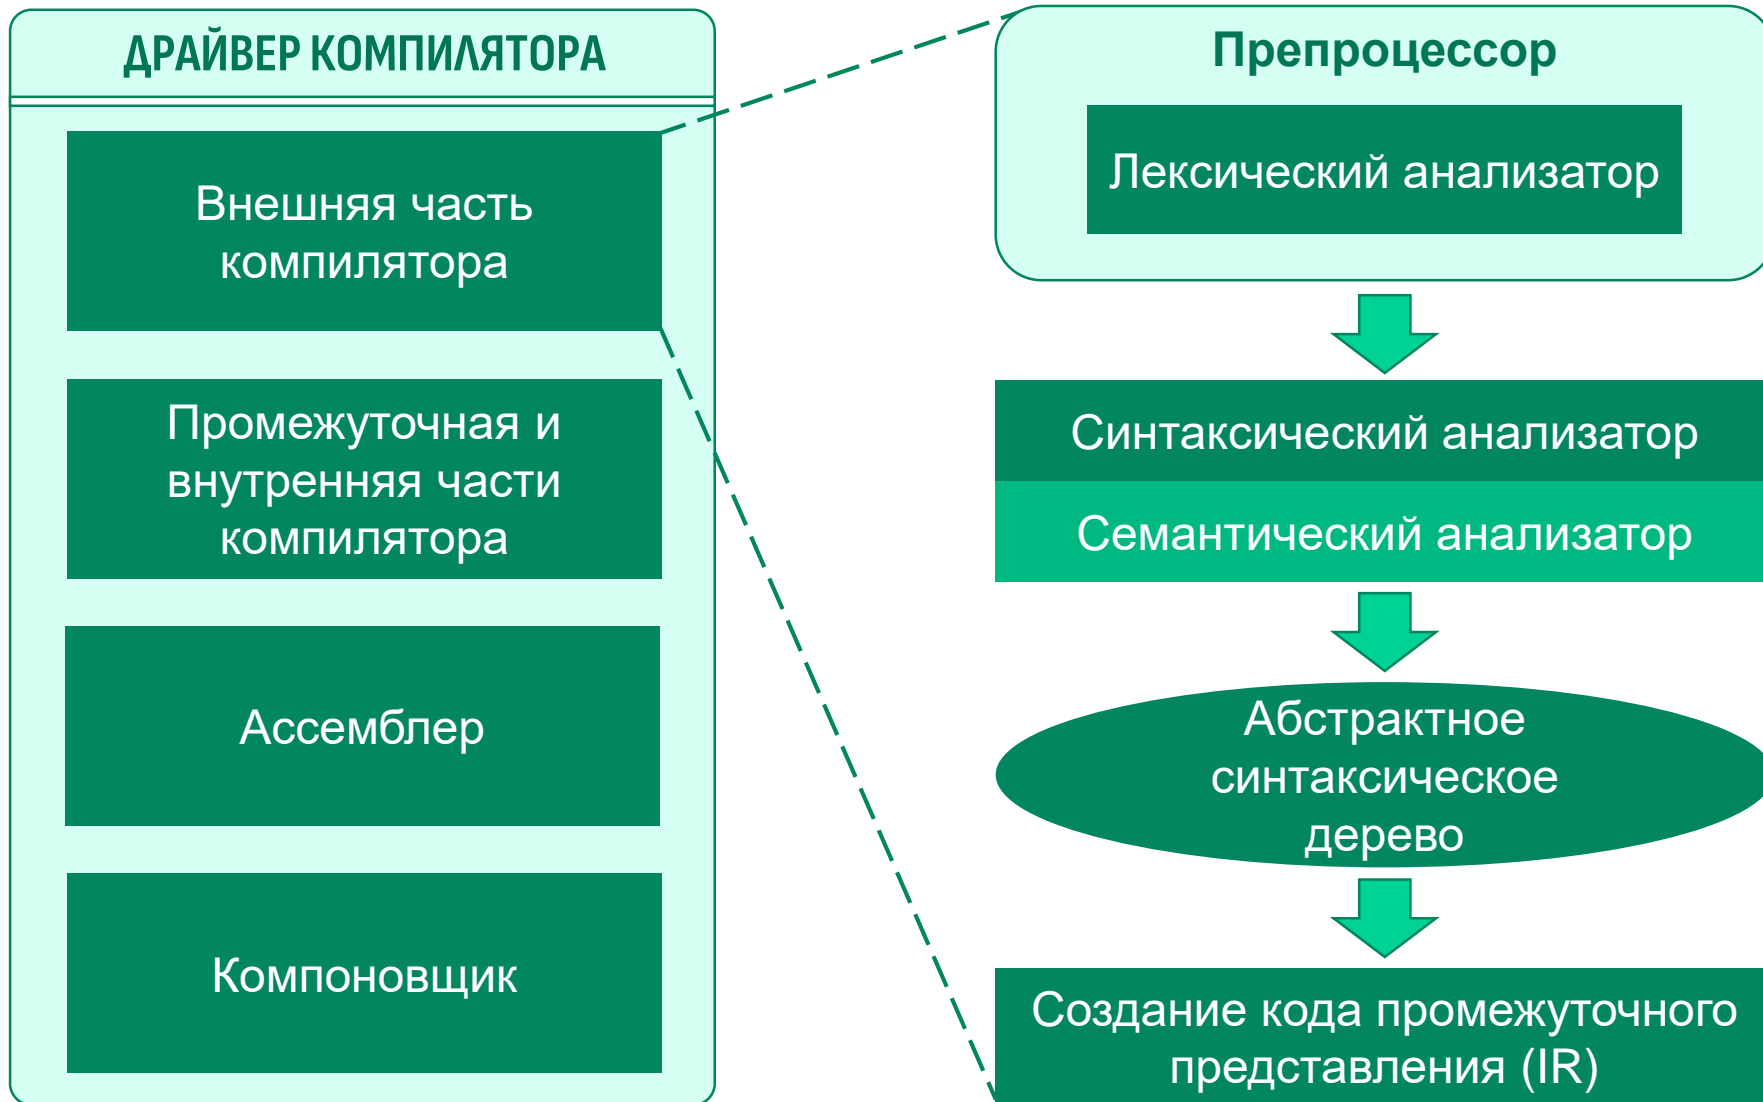 ДРАЙВЕР КОМПИЛЯТОРА
Внешняя часть
компилятора
Промежуточная и
внутренняя части
компилятора
Ассемблер
Компоновщик
Препроцессор
Лексический анализатор
Синтаксический анализатор
Семантический анализатор
Абстрактное
синтаксическое
дерево
Создание кода промежуточного
представления (IR)